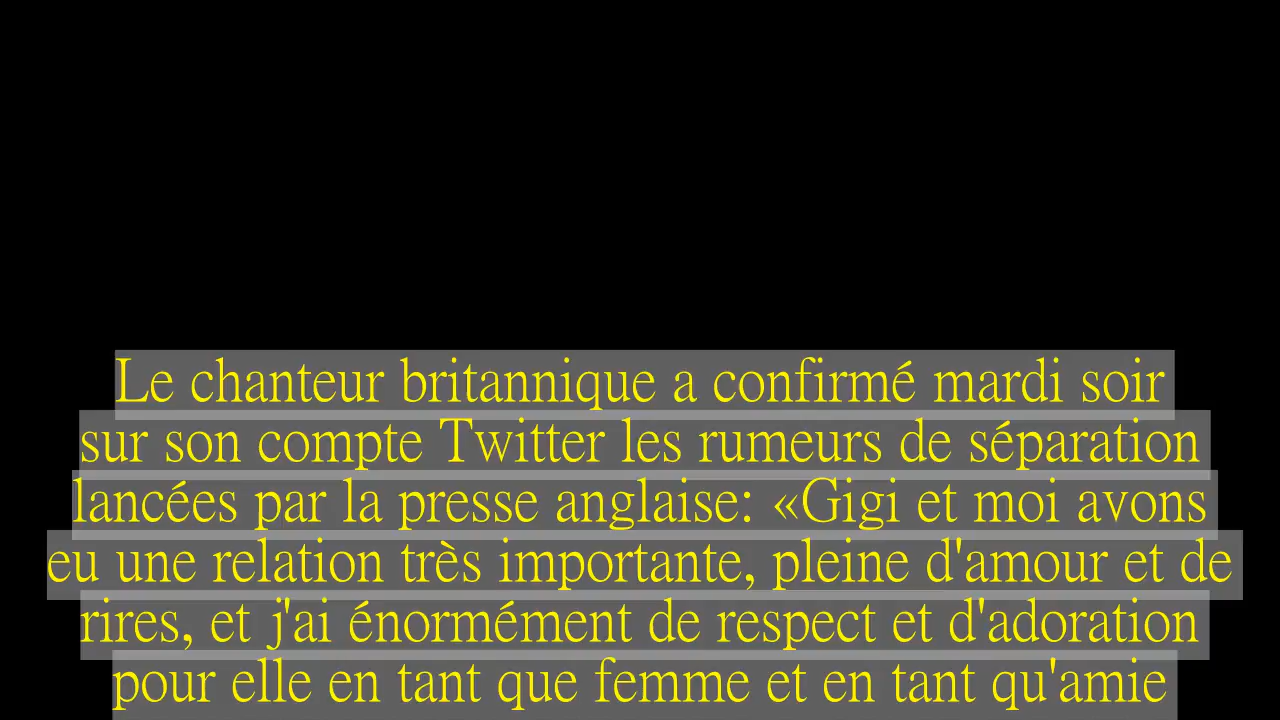 Le chanteur britannique a confirmé mardi soir
sur son compte Twitter les rumeurs de séparation
lancées par la presse anglaise: «Gigi et moi avons
eu une relation très importante, pleine d'amour et de
rires, et j'ai énormément de respect et d'adoration
pour elle en tant que femme et en tant qu'amie